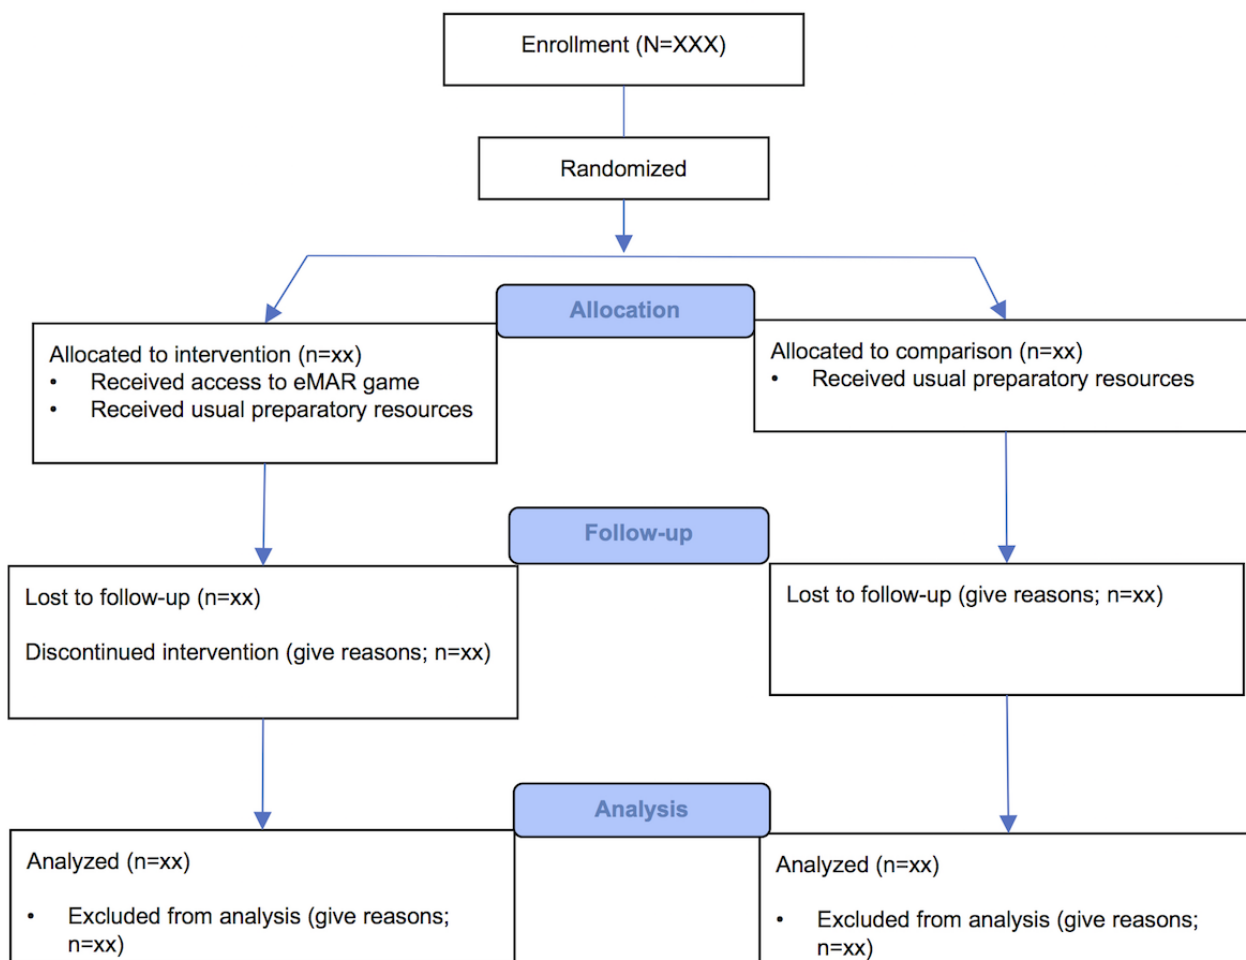 Enrollment (N=XXX)
Randomized
Allocation
Allocated to intervention (n=xx)
• Received access to eMAR game
• Received usual preparatory resources
Allocated to comparison (n=xx)
• Received usual preparatory resources
Follow-up
Lost to follow-up (n=xx)
Discontinued intervention (give reasons; n=xx)
Lost to follow-up (give reasons; n=xx)
Analysis
Analyzed (n=xx)
• Excluded from analysis (give reasons;
n=xx)
Analyzed (n=xx)
• Excluded from analysis (give reasons;
n=xx)